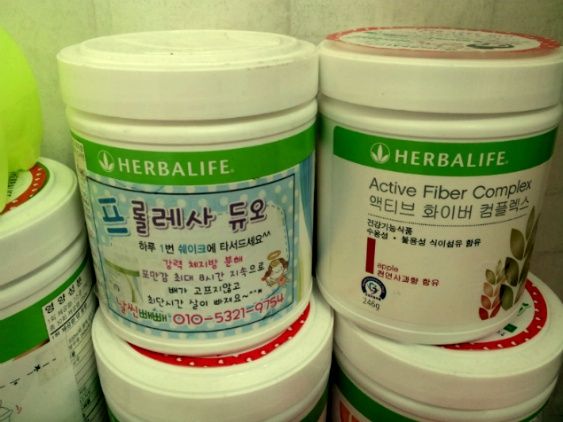 HERBALIFE.
프롤레사 듀오
하루 1번 쉐이크에 타서드세요^^
강력 체지방 분해
포만감 최대 8시간 지속으로
배가 고프지않고
최단시간 살이 빠져요~
010-5321-9754
HERBALIFE.
Active Fiber Complex
액티브 화이버 컴플렉스
건강기능식품
수용성 · 불용성 식이섬유 함유
apple
천연사과향 함유
246g